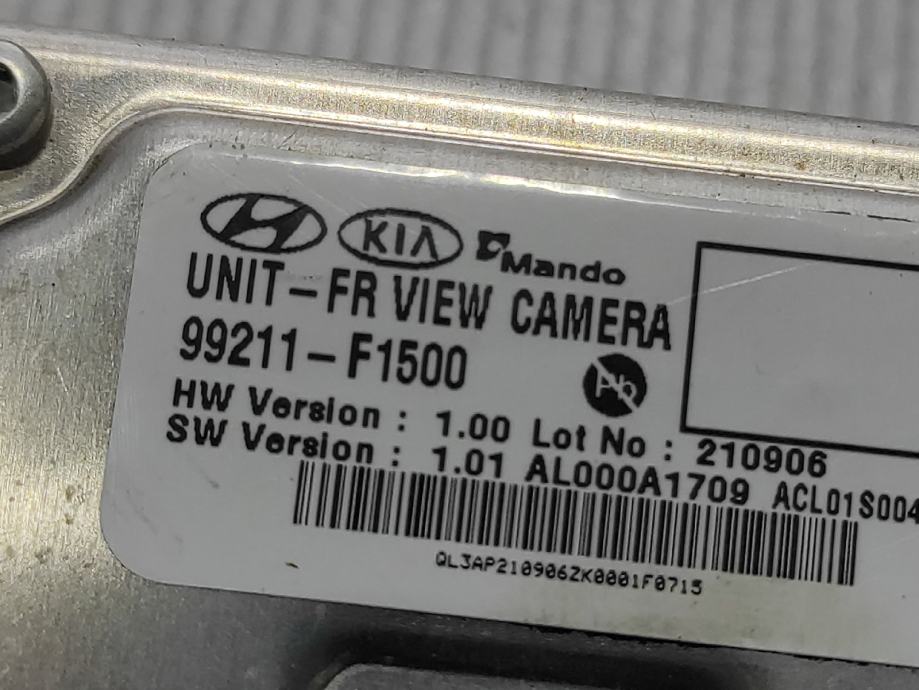 KIA Mando
UNIT-FR VIEW CAMERA
99211-F1500
Pb
HW Version : 1.00 Lot No : 210906
SW Version : 1.01 AL000A1709 ACL01S004
QL3AP210906ZK0001F0715